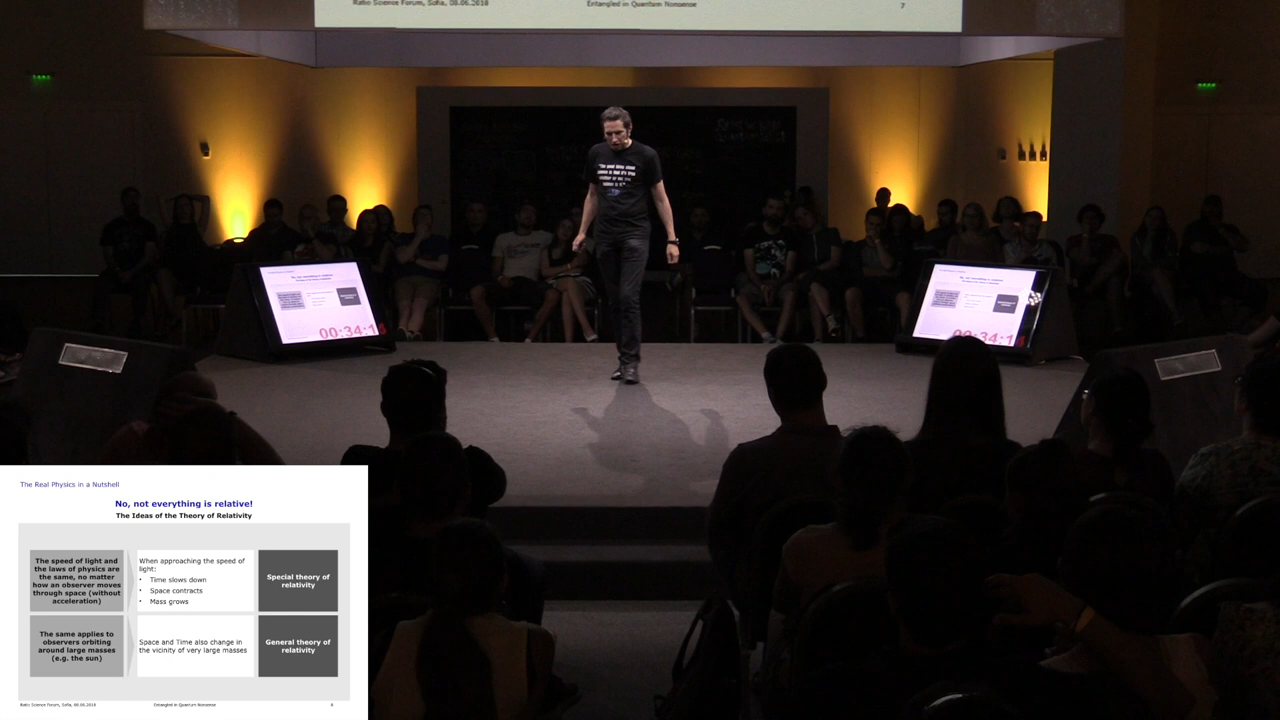 Ratio Science Forum, Sofia, 08.06.2018
Entangled in Quantum Nonsense
7
00:34:1
00:34:1
The Real Physics in a Nutshell
No, not everything is relative!
The Ideas of the Theory of Relativity
The speed of light and
the laws of physics are
the same, no matter
how an observer moves
through space (without
acceleration)
When approaching the speed of
light:
• Time slows down
• Space contracts
• Mass grows
Special theory of
relativity
The same applies to
observers orbiting
around large masses
(e.g. the sun)
Space and Time also change in
the vicinity of very large masses
General theory of
relativity
Ratio Science Forum, Sofia, 08.06.2018
Entangled in Quantum Nonsense
8